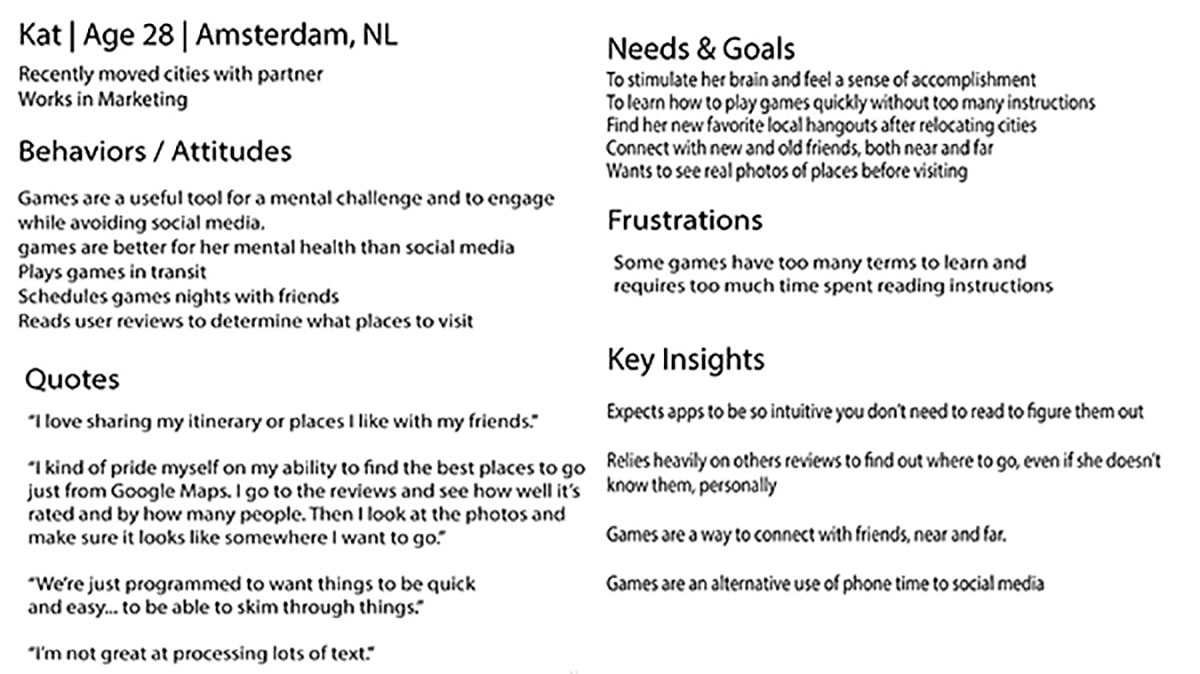 Kat | Age 28 | Amsterdam, NL
Recently moved cities with partner
Works in Marketing
Behaviors / Attitudes
Games are a useful tool for a mental challenge and to engage
while avoiding social media.
games are better for her mental health than social media
Plays games in transit
Schedules games nights with friends
Reads user reviews to determine what places to visit
Quotes
"I love sharing my itinerary or places I like with my friends."
"I kind of pride myself on my ability to find the best places to go
just from Google Maps. I go to the reviews and see how well it's
rated and by how many people. Then I look at the photos and
make sure it looks like somewhere I want to go."
"We're just programmed to want things to be quick
and easy... to be able to skim through things."
"I'm not great at processing lots of text."
Needs & Goals
To stimulate her brain and feel a sense of accomplishment
To learn how to play games quickly without too many instructions
Find her new favorite local hangouts after relocating cities
Connect with new and old friends, both near and far
Wants to see real photos of places before visiting
Frustrations
Some games have too many terms to learn and
requires too much time spent reading instructions
Key Insights
Expects apps to be so intuitive you don't need to read to figure them out
Relies heavily on others reviews to find out where to go, even if she doesn't
know them, personally
Games are a way to connect with friends, near and far.
Games are an alternative use of phone time to social media